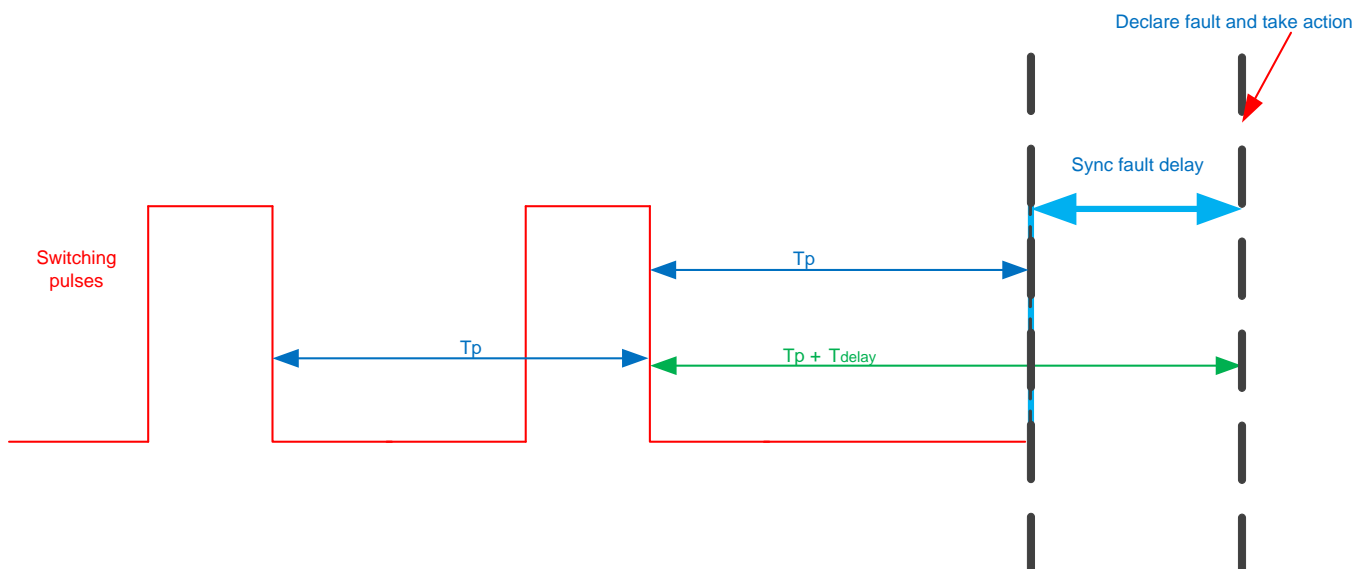 Declare fault and take action
Sync fault delay
Switching
pulses
Tp
Tp
Tp + Tdelay